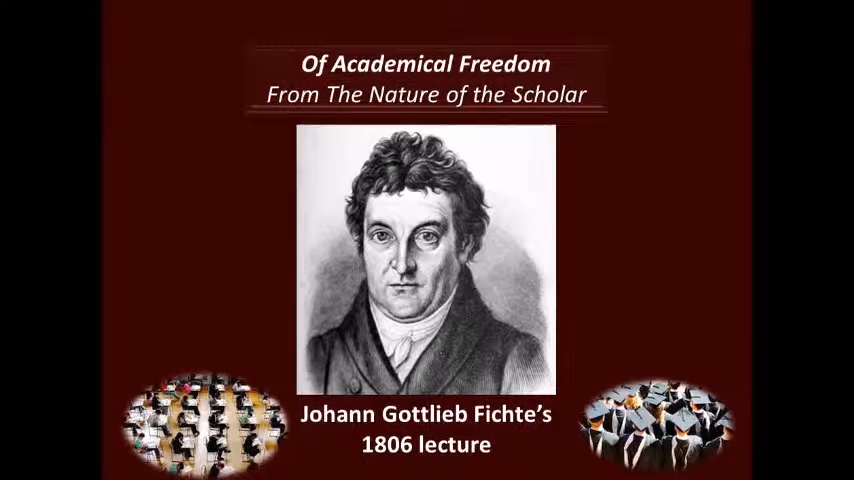 Of Academical Freedom
From The Nature of the Scholar
Johann Gottlieb Fichte’s
1806 lecture